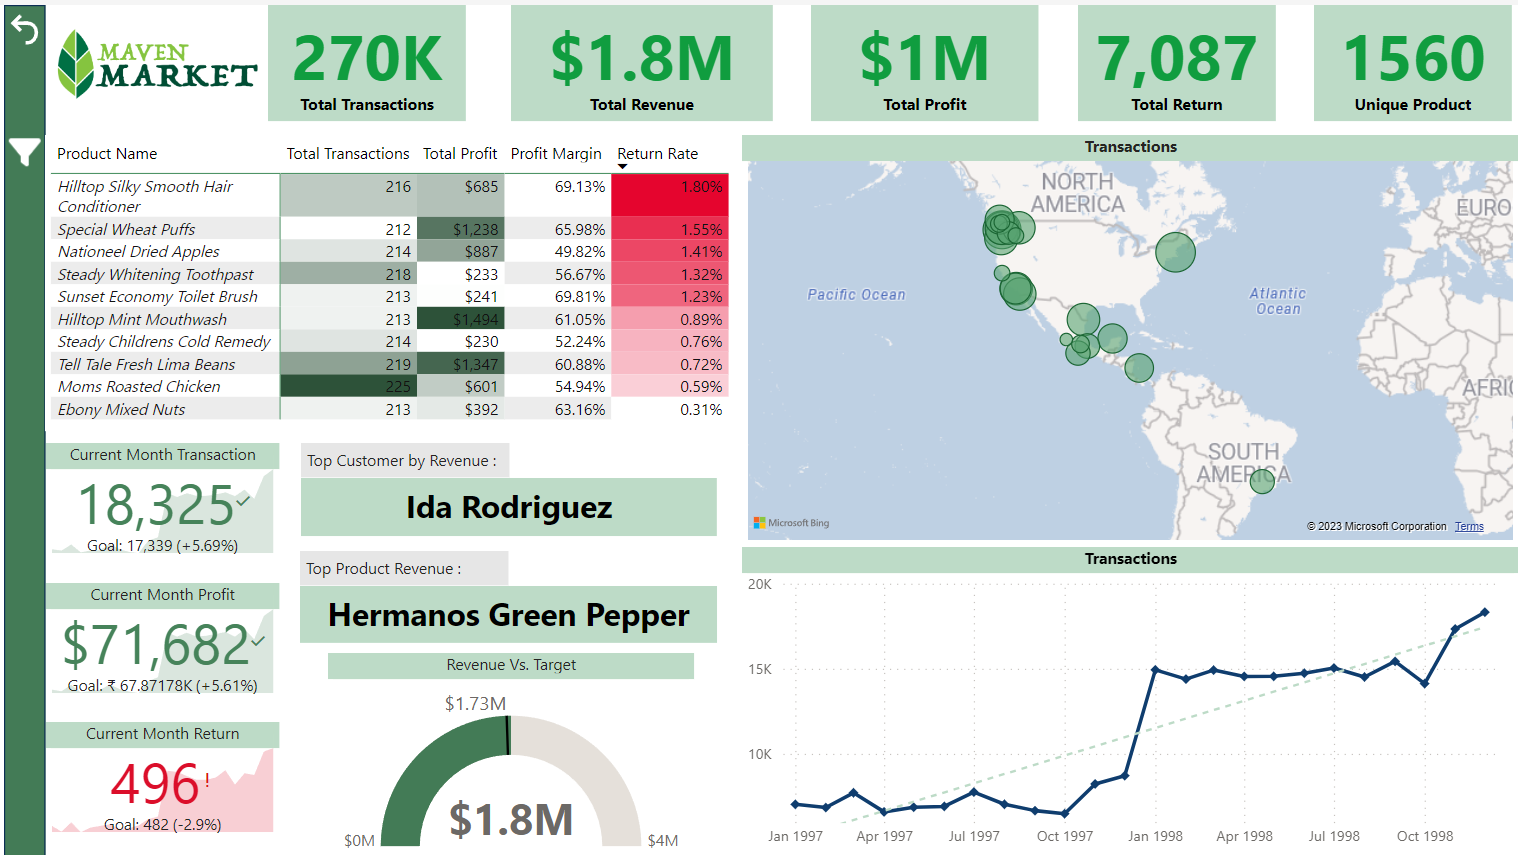 MAVEN
MARKET
270K
Total Transactions
$1.8M
Total Revenue
$1M
Total Profit
7,087
Total Return
1560
Unique Product
Product Name Total Transactions Total Profit Profit Margin Return Rate
Hilltop Silky Smooth Hair
Conditioner 216 $685 69.13% 1.80%
Special Wheat Puffs 212 $1,238 65.98% 1.55%
Nationeel Dried Apples 214 $887 49.82% 1.41%
Steady Whitening Toothpast 218 $233 56.67% 1.32%
Sunset Economy Toilet Brush 213 $241 69.81% 1.23%
Hilltop Mint Mouthwash 213 $1,494 61.05% 0.89%
Steady Childrens Cold Remedy 214 $230 52.24% 0.76%
Tell Tale Fresh Lima Beans 219 $1,347 60.88% 0.72%
Moms Roasted Chicken 225 $601 54.94% 0.59%
Ebony Mixed Nuts 213 $392 63.16% 0.31%
Transactions
NORTH
AMERICA
EURO
Pacific Ocean
Atlantic
Ocean
AFRIC
SOUTH
AMERICA
Microsoft Bing
© 2023 Microsoft Corporation Terms
Current Month Transaction
18,325
Goal: 17,339 (+5.69%)
Current Month Profit
$71,682
Goal: ₹ 67.87178K (+5.61%)
Current Month Return
496!
Goal: 482 (-2.9%)
Top Customer by Revenue :
Ida Rodriguez
Top Product Revenue :
Hermanos Green Pepper
Revenue Vs. Target
$1.73M
$1.8M
$0M
$4M
Transactions
20K
15K
10K
Jan 1997 Apr 1997 Jul 1997 Oct 1997 Jan 1998 Apr 1998 Jul 1998 Oct 1998